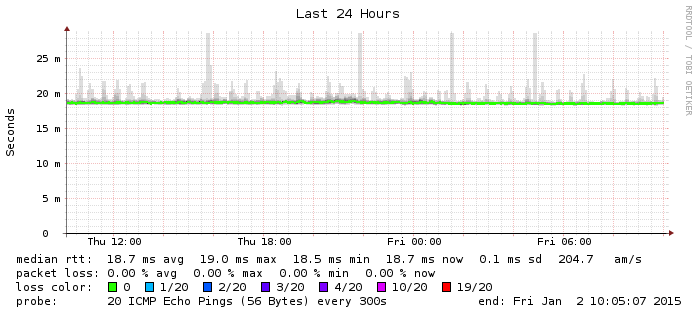 Last 24 Hours
RRDTOOL / TOBI OETIKER
Seconds
25 m
20 m
15 m
10 m
5 m
0
Thu 12:00 Thu 18:00 Fri 00:00 Fri 06:00
median rtt: 18.7 ms avg 19.0 ms max 18.5 ms min 18.7 ms now 0.1 ms sd 204.7 am/s
packet loss: 0.00 % avg 0.00 % max 0.00 % min 0.00 % now
loss color: 0 1/20 2/20 3/20 4/20 10/20 19/20
probe: 20 ICMP Echo Pings (56 Bytes) every 300s end: Fri Jan 2 10:05:07 2015